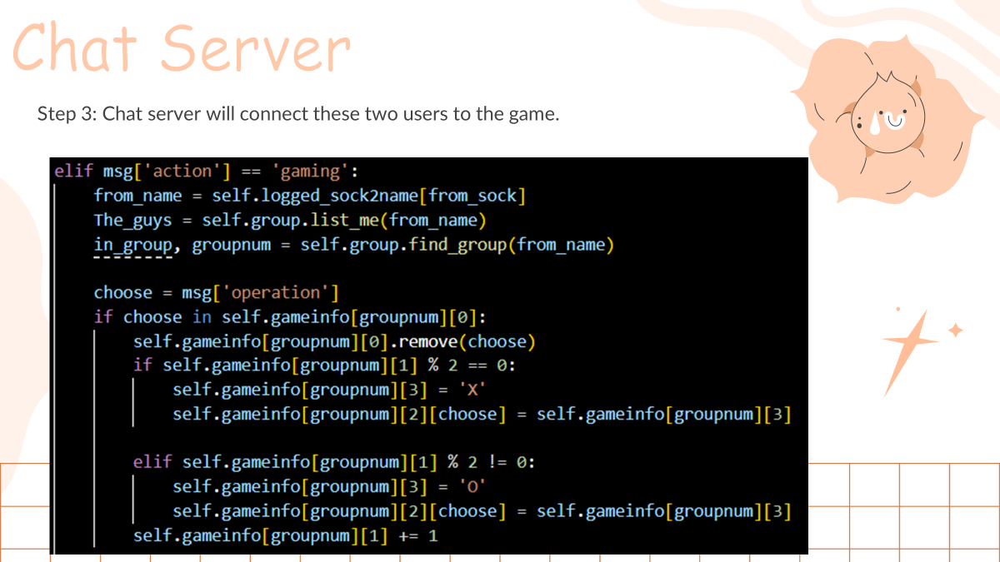 Chat Server
Step 3: Chat server will connect these two users to the game.
elif msg['action'] == 'gaming':
    from_name = self.logged_sock2name[from_sock]
    The_guys = self.group.list_me(from_name)
    in_group, groupnum = self.group.find_group(from_name)
    choose = msg['operation']
    if choose in self.gameinfo[groupnum][0]:
        self.gameinfo[groupnum][0].remove(choose)
        if self.gameinfo[groupnum][1] % 2 == 0:
            self.gameinfo[groupnum][3] = 'X'
            self.gameinfo[groupnum][2][choose] = self.gameinfo[groupnum][3]
        elif self.gameinfo[groupnum][1] % 2 != 0:
            self.gameinfo[groupnum][3] = 'O'
            self.gameinfo[groupnum][2][choose] = self.gameinfo[groupnum][3]
        self.gameinfo[groupnum][1] += 1